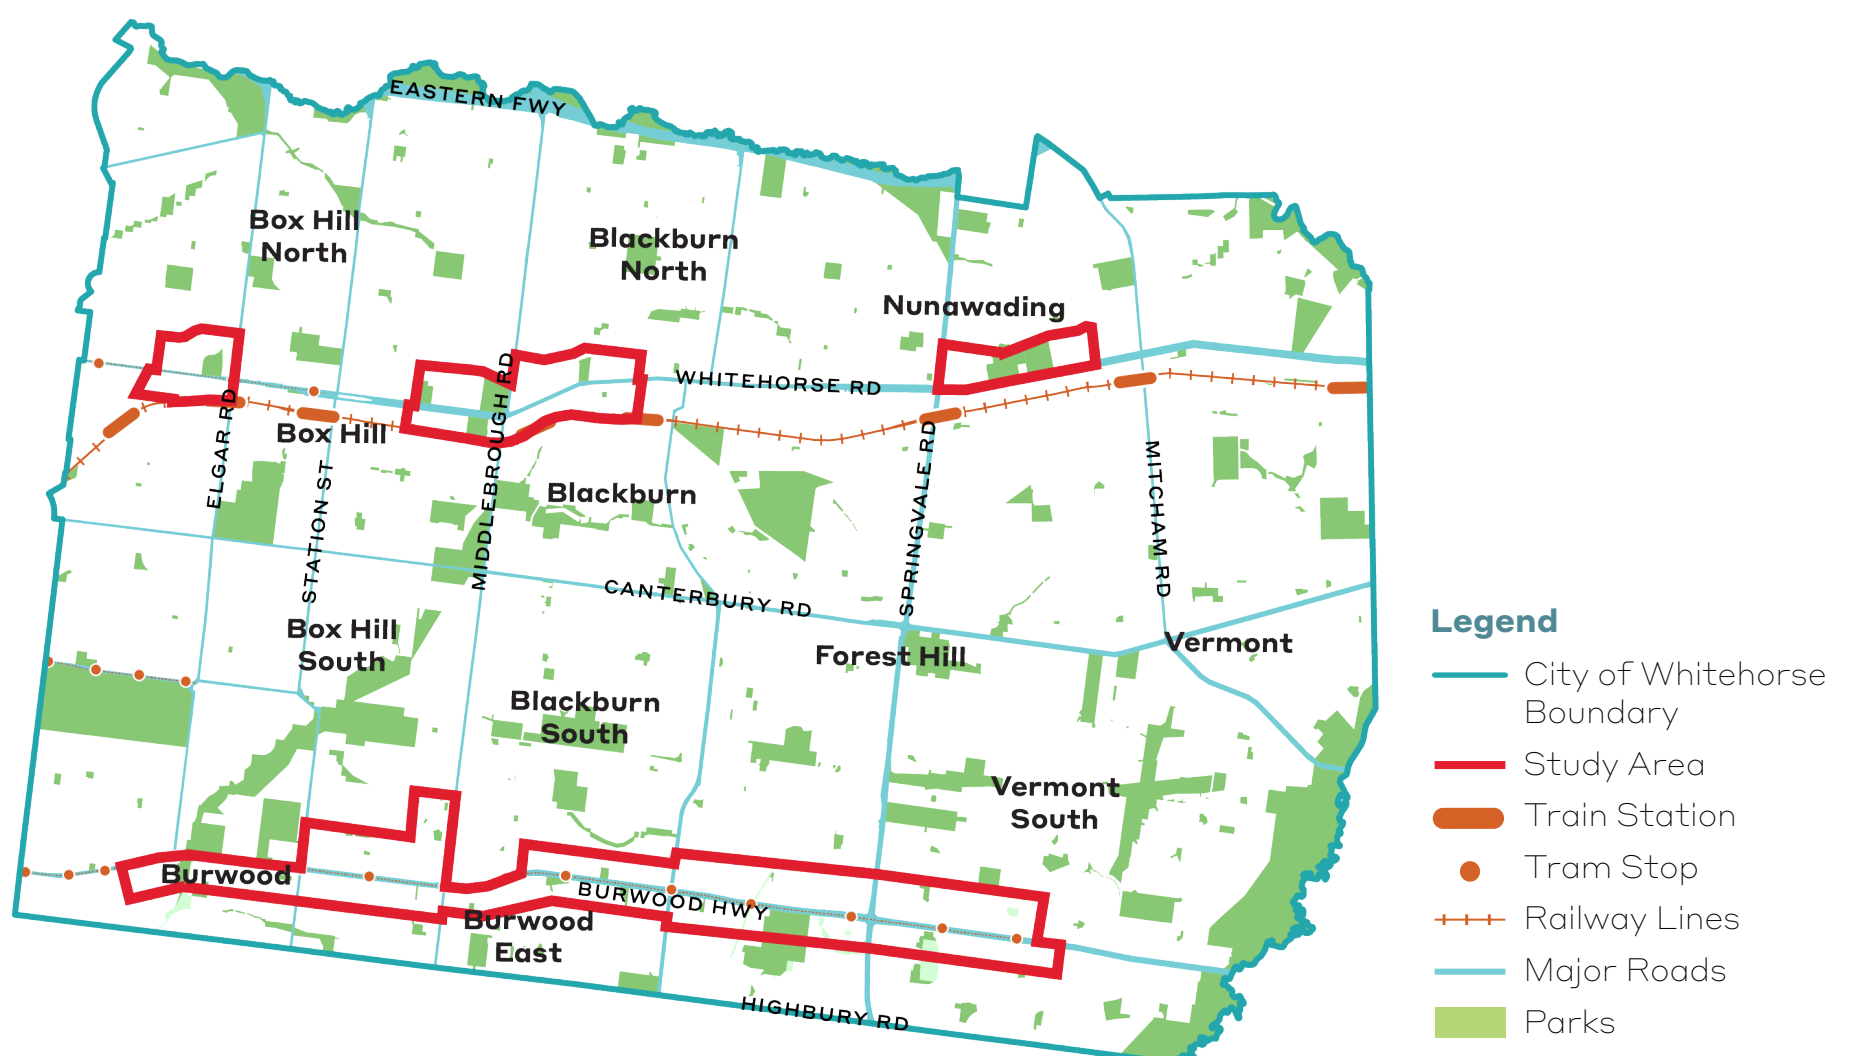 EASTERN FWY
Box Hill
North
Blackburn
North
Nunawading
WHITEHORSE RD
ELGAR RD
Box Hill
STATION ST
MIDDLEBROUGH RD
Blackburn
SPRINGVALE RD
MITCHAM RD
CANTERBURY RD
Box Hill
South
Forest Hill
Vermont
Blackburn
South
Vermont
South
Burwood
BURWOOD HWY
Burwood
East
HIGHBURY RD
Legend
City of Whitehorse
Boundary
Study Area
Train Station
Tram Stop
Railway Lines
Major Roads
Parks